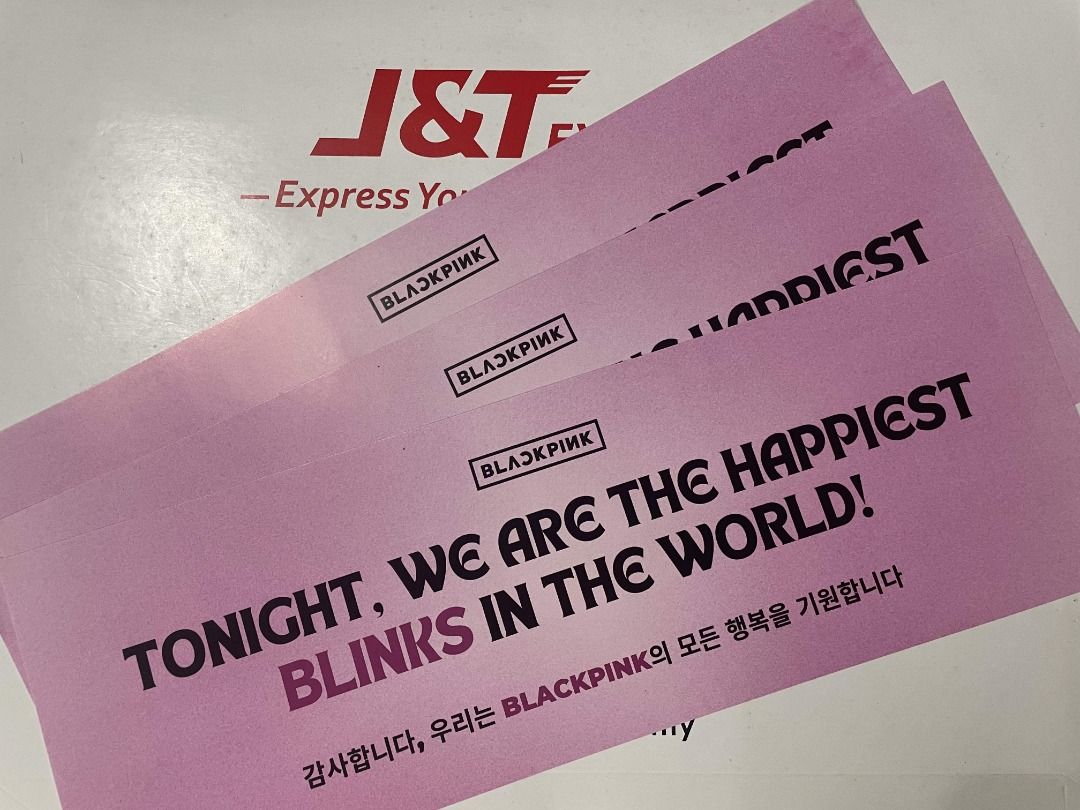 J&T
Express
BLACKPINK
HAPPIEST
BLACKPINK
BLACKPINK
TONIGHT, WE ARE THE HAPPIEST
BLINKS IN THE WORLD!
감사합니다, 우리는 BLACKPINK의 모든 행복을 기원합니다